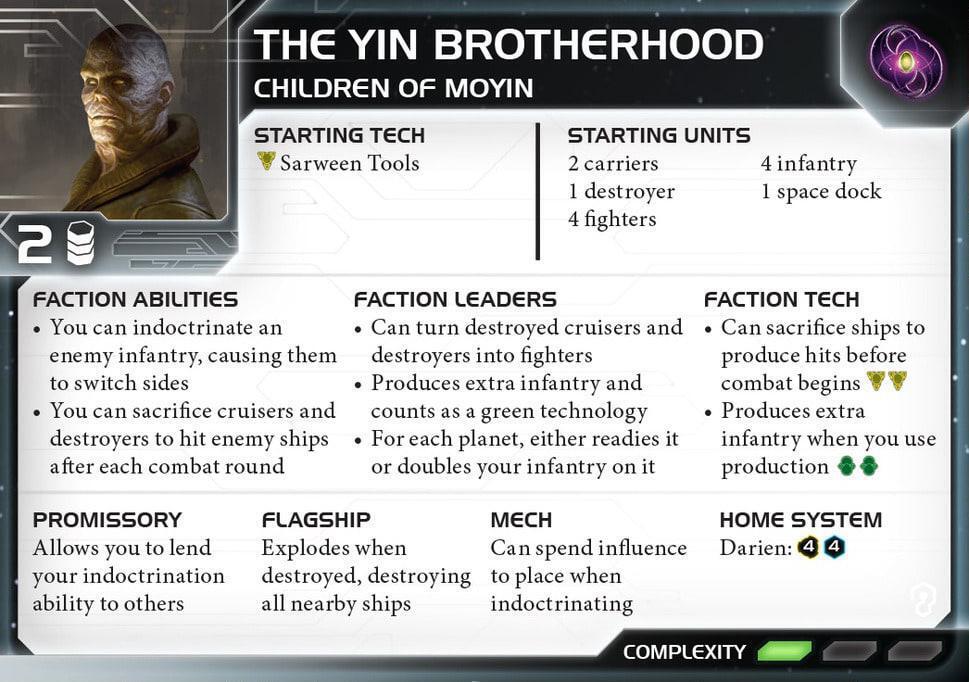 THE YIN BROTHERHOOD
CHILDREN OF MOYIN
2
STARTING TECH
Sarween Tools
STARTING UNITS
2 carriers
1 destroyer
4 fighters
4 infantry
1 space dock
FACTION ABILITIES
• You can indoctrinate an
enemy infantry, causing them
to switch sides
• You can sacrifice cruisers and
destroyers to hit enemy ships
after each combat round
FACTION LEADERS
• Can turn destroyed cruisers and
destroyers into fighters
• Produces extra infantry and
counts as a green technology
• For each planet, either readies it
or doubles your infantry on it
FACTION TECH
• Can sacrifice ships to
produce hits before
combat begins
• Produces extra
infantry when you use
production
PROMISSORY
Allows you to lend
your indoctrination
ability to others
FLAGSHIP
Explodes when
destroyed, destroying
all nearby ships
MECH
Can spend influence
to place when
indoctrinating
HOME SYSTEM
Darien: 4 4
COMPLEXITY